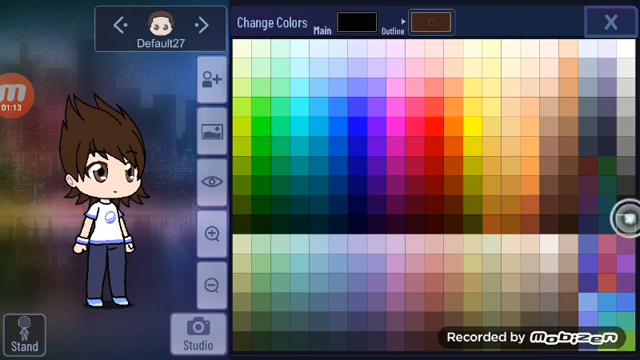 Default27
Change Colors
Main
Outline
X
01:13
Stand
Studio
Recorded by Mobizen